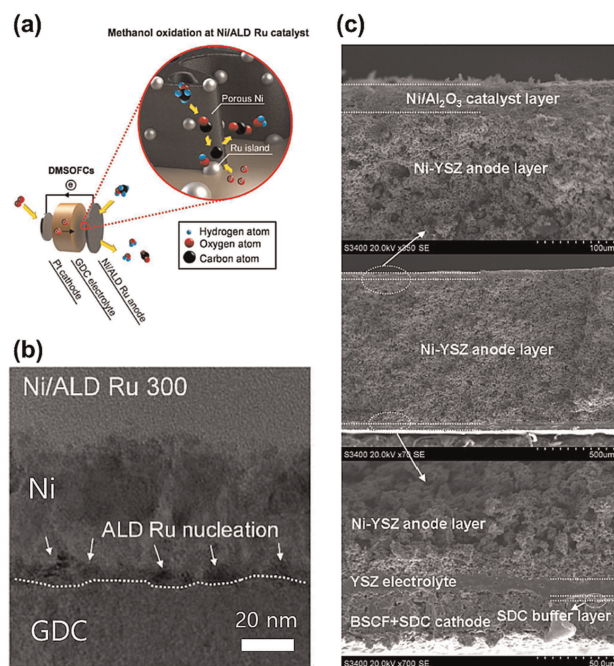 (a)
Methanol oxidation at Ni/ALD Ru catalyst
Porous Ni
Ru island
DMSOFCs
e
Hydrogen atom
Oxygen atom
Carbon atom
Pt cathode
GDC electrolyte
Ni/ALD Ru anode
(b)
Ni/ALD Ru 300
Ni
ALD Ru nucleation
GDC
20 nm
(c)
Ni/Al₂O₃ catalyst layer
Ni-YSZ anode layer
S3400 20.0kV x350 SE
100um
Ni-YSZ anode layer
S3400 20.0kV x70 SE
500um
Ni-YSZ anode layer
YSZ electrolyte
BSCF+SDC cathode
SDC buffer layer
S3400 20.0kV x700 SE
50.0um